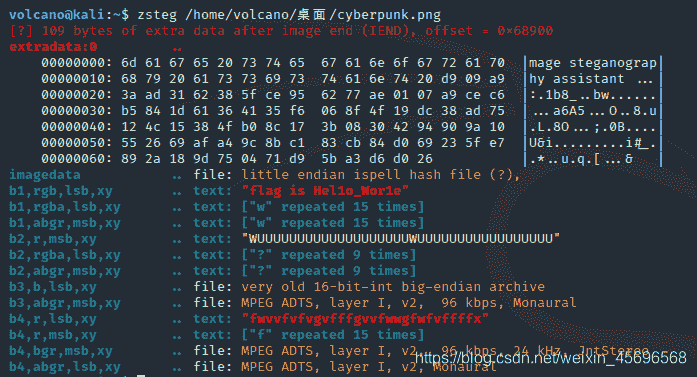 volcano@kali:~$ zsteg /home/volcano/桌面/cyberpunk.png
[?] 109 bytes of extra data after image end (IEND), offset = 0×68900
extradata:0 ..
00000000: 6d 61 67 65 20 73 74 65 67 61 6e 6f 67 72 61 70 |mage steganograp|
00000010: 68 79 20 61 73 73 69 73 74 61 6e 74 20 d9 09 a9 |hy assistant ...|
00000020: 3a ad 31 62 38 5f ce 95 62 77 ae 01 07 a9 ce c6 |:.1b8_..bw......|
00000030: b5 84 1d 61 36 41 35 f6 06 8f 4f 19 dc 38 ad 75 |...a6A5...O..8.u|
00000040: 12 4c 15 38 4f b0 8c 17 3b 08 30 42 94 90 9a 10 |.L.8O...;.0B....|
00000050: 55 26 69 af a4 9c 8b c1 83 cb 84 d0 69 23 5f e7 |U&i.........i#_.|
00000060: 89 2a 18 9d 75 04 71 d9 5b a3 d6 d0 26 |.*..u.q.[...&|
imagedata .. file: little endian ispell hash file (?),
b1,rgb,lsb,xy .. text: "flag is Hel1o_Wor1e"
b1,rgba,lsb,xy .. text: ["w" repeated 15 times]
b1,abgr,msb,xy .. text: ["w" repeated 15 times]
b2,r,msb,xy .. text:
b2,rgba,lsb,xy .. text: ["?" repeated 9 times]
b2,abgr,msb,xy .. text: ["?" repeated 9 times]
b3,b,lsb,xy .. file: very old 16-bit-int big-endian archive
b3,abgr,msb,xy .. file: MPEG ADTS, layer I, v2, 96 kbps, Monaural
b4,r,lsb,xy .. text: "fwvvfvfvgvfffgvvfwwgfwfvffffx"
b4,r,msb,xy .. text: ["f" repeated 15 times]
b4,bgr,msb,xy .. file: MPEG ADTS, layer I, v2, 96 kbps, 24 kHz, JntStereo
b4,abgr,lsb,xy .. file: MPEG ADTS, layer I, v2, Monaural
https://blog.csdn.net/weixin_45696568